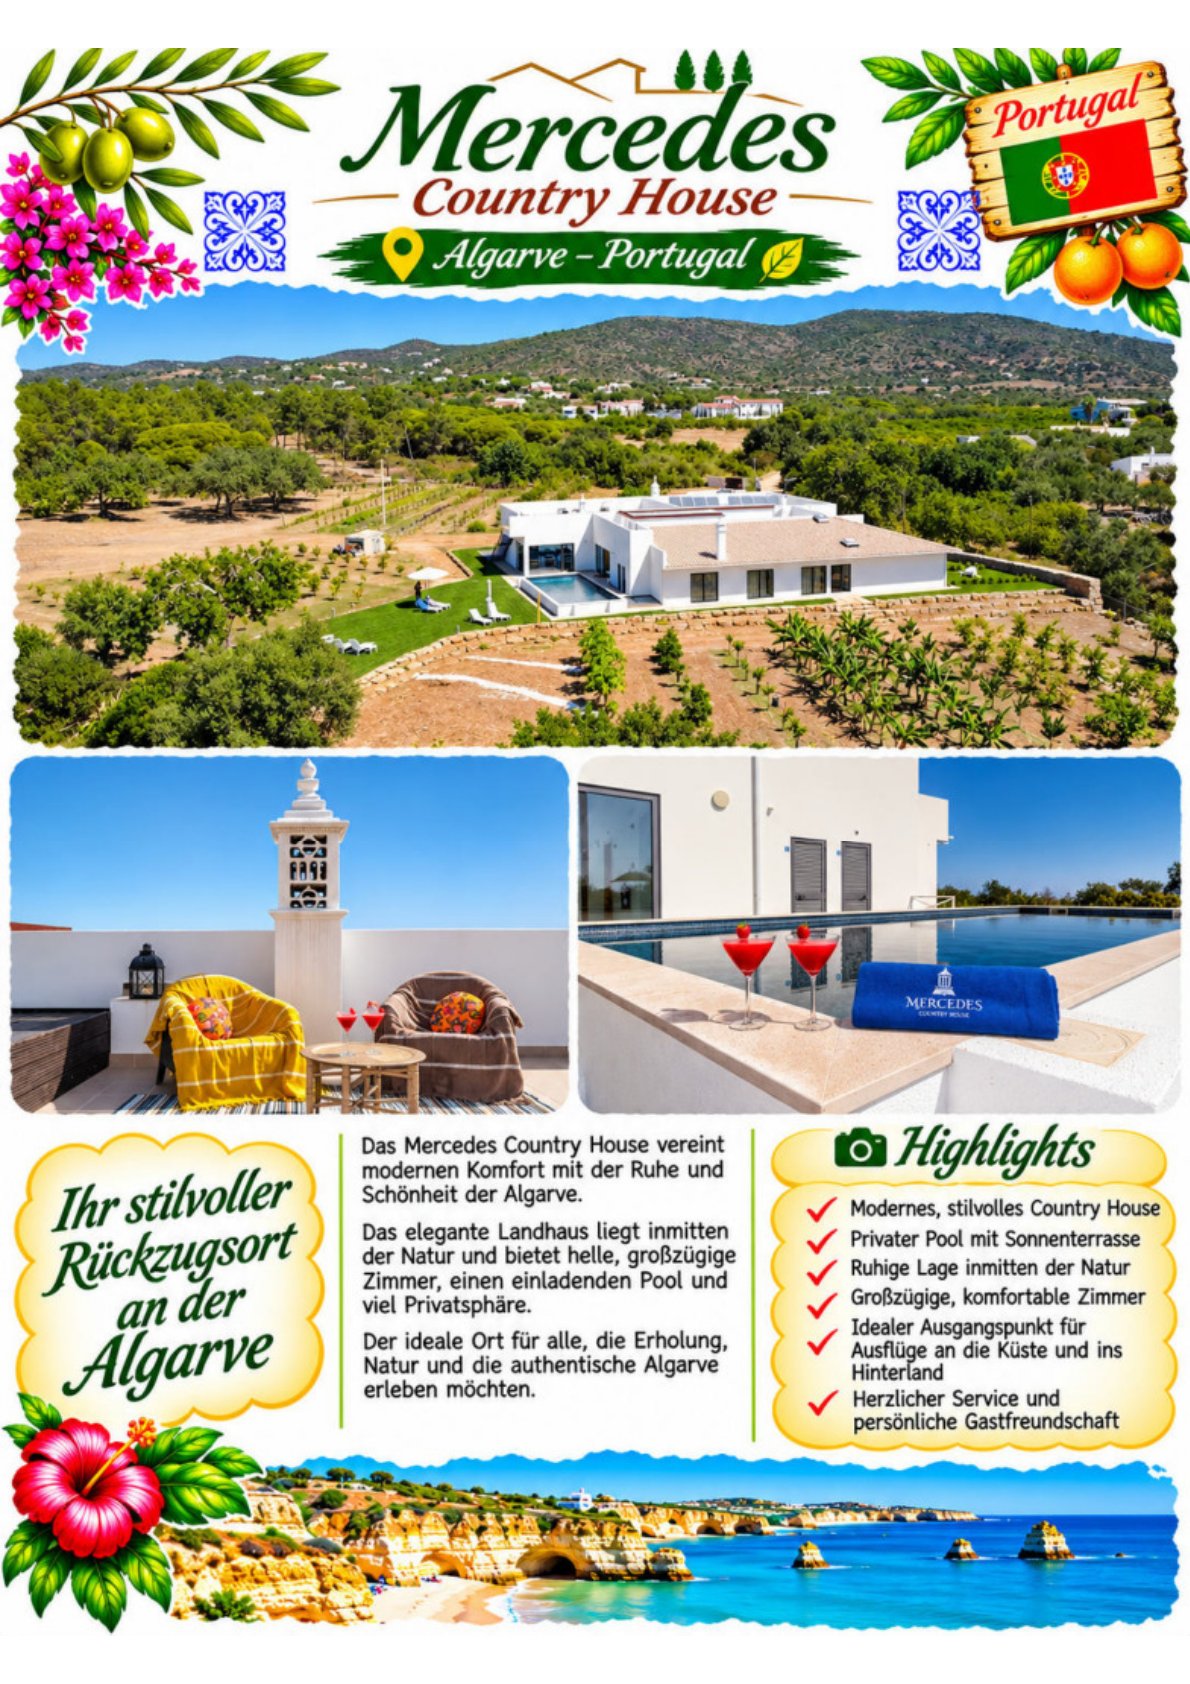 Mercedes
Country House
Algarve – Portugal
Portugal
MERCEDES
COUNTRY HOUSE
Ihr stilvoller
Rückzugsort
an der
Algarve
Das Mercedes Country House vereint
modernen Komfort mit der Ruhe und
Schönheit der Algarve.
Das elegante Landhaus liegt inmitten
der Natur und bietet helle, großzügige
Zimmer, einen einladenden Pool und
viel Privatsphäre.
Der ideale Ort für alle, die Erholung,
Natur und die authentische Algarve
erleben möchten.
Highlights
Modernes, stilvolles Country House
Privater Pool mit Sonnenterrasse
Ruhige Lage inmitten der Natur
Großzügige, komfortable Zimmer
Idealer Ausgangspunkt für
Ausflüge an die Küste und ins
Hinterland
Herzlicher Service und
persönliche Gastfreundschaft